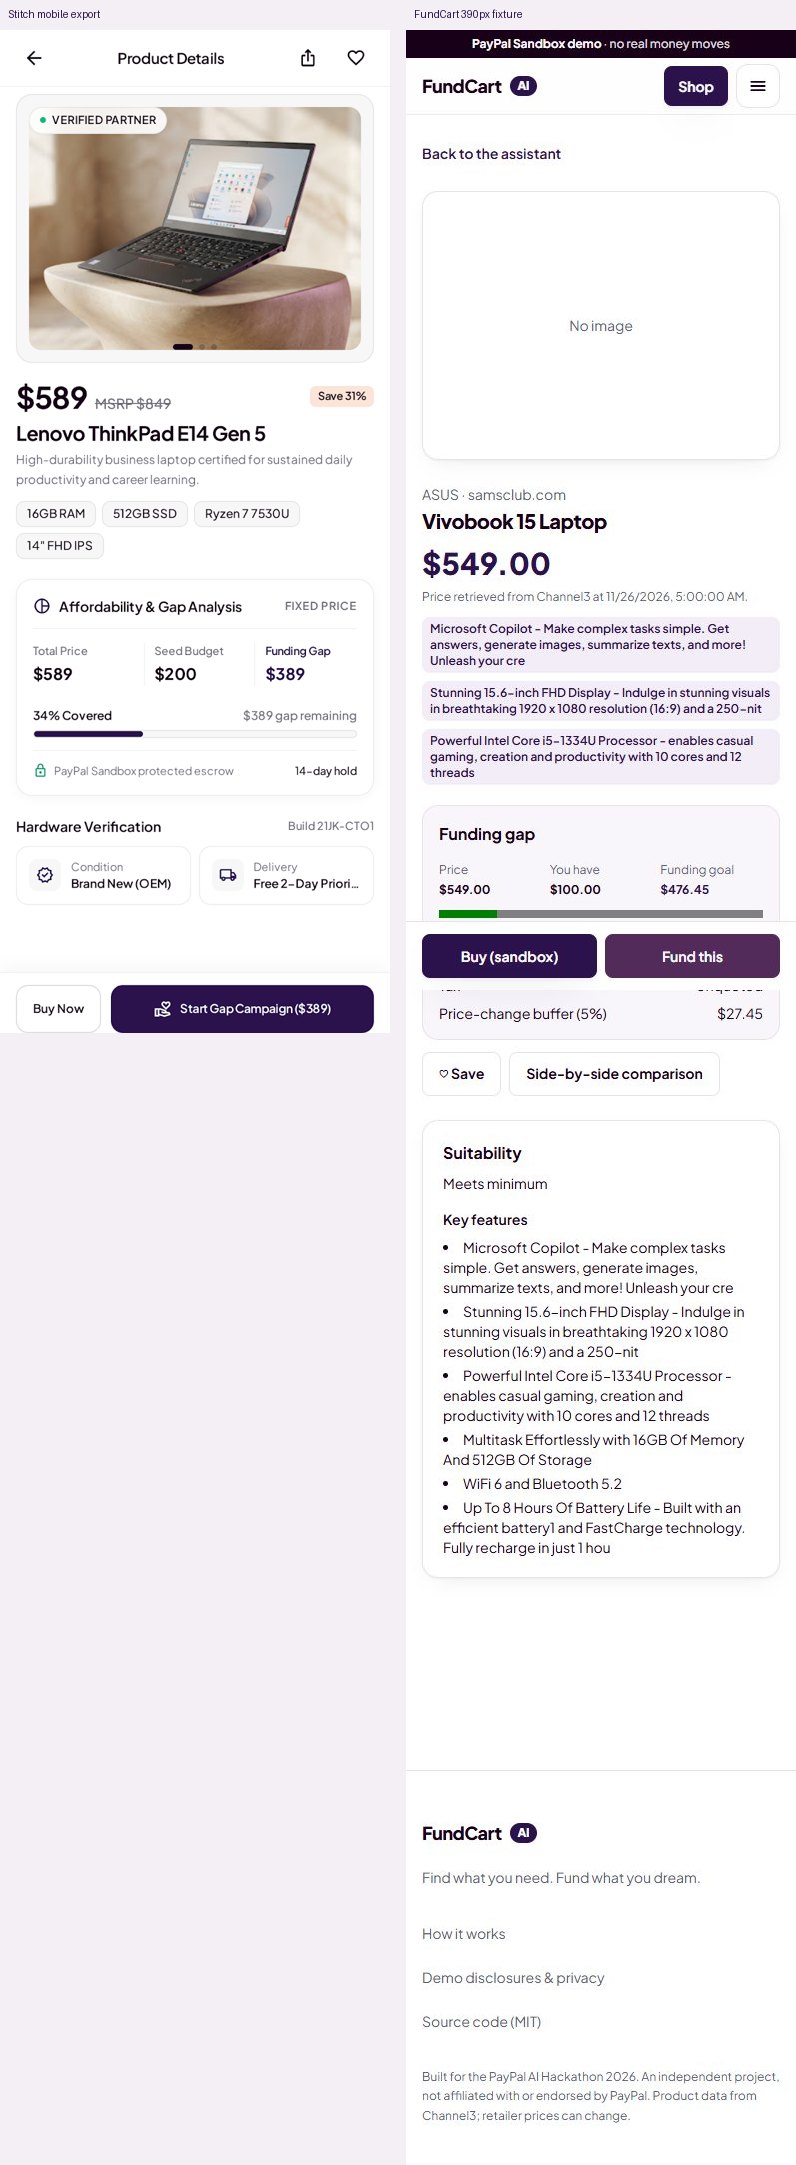 Stitch mobile export
Product Details
VERIFIED PARTNER
$589 MSRP $849
Save 31%
Lenovo ThinkPad E14 Gen 5
High-durability business laptop certified for sustained daily
productivity and career learning.
16GB RAM
512GB SSD
Ryzen 7 7530U
14" FHD IPS
Affordability & Gap Analysis
FIXED PRICE
Total Price
Seed Budget
Funding Gap
$589
$200
$389
34% Covered
$389 gap remaining
PayPal Sandbox protected escrow
14-day hold
Hardware Verification
Build 21JK-CTO1
Condition
Brand New (OEM)
Delivery
Free 2-Day Priori...
Buy Now
Start Gap Campaign ($389)
FundCart 390px fixture
PayPal Sandbox demo · no real money moves
FundCart AI
Shop
Back to the assistant
No image
ASUS · samsclub.com
Vivobook 15 Laptop
$549.00
Price retrieved from Channel3 at 11/26/2026, 5:00:00 AM.
Microsoft Copilot - Make complex tasks simple. Get
answers, generate images, summarize texts, and more!
Unleash your cre
Stunning 15.6-inch FHD Display - Indulge in stunning visuals
in breathtaking 1920 x 1080 resolution (16:9) and a 250-nit
Powerful Intel Core i5-1334U Processor - enables casual
gaming, creation and productivity with 10 cores and 12
threads
Funding gap
Price
You have
Funding goal
$549.00
$100.00
$476.45
Buy (sandbox)
Fund this
Price-change buffer (5%)
$27.45
♡ Save
Side-by-side comparison
Suitability
Meets minimum
Key features
• Microsoft Copilot - Make complex tasks
simple. Get answers, generate images,
summarize texts, and more! Unleash your cre
• Stunning 15.6-inch FHD Display - Indulge in
stunning visuals in breathtaking 1920 x 1080
resolution (16:9) and a 250-nit
• Powerful Intel Core i5-1334U Processor -
enables casual gaming, creation and
productivity with 10 cores and 12 threads
• Multitask Effortlessly with 16GB Of Memory
And 512GB Of Storage
• WiFi 6 and Bluetooth 5.2
• Up To 8 Hours Of Battery Life - Built with an
efficient battery1 and FastCharge technology.
Fully recharge in just 1 hou
FundCart AI
Find what you need. Fund what you dream.
How it works
Demo disclosures & privacy
Source code (MIT)
Built for the PayPal AI Hackathon 2026. An independent project,
not affiliated with or endorsed by PayPal. Product data from
Channel3; retailer prices can change.